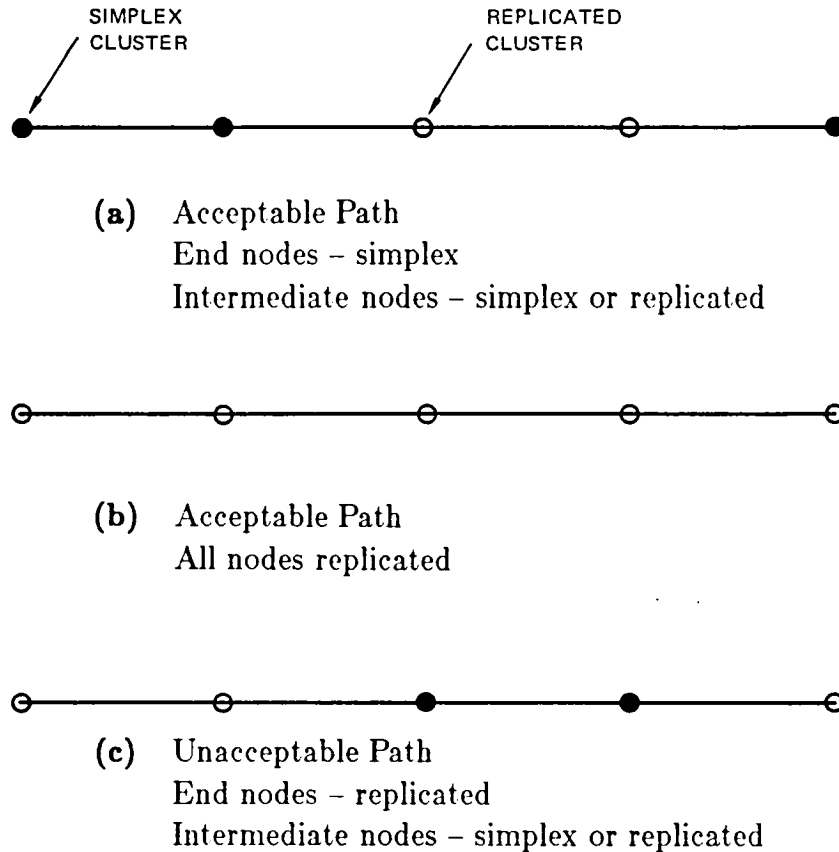 SIMPLEX
CLUSTER
REPLICATED
CLUSTER
(a) Acceptable Path
End nodes – simplex
Intermediate nodes – simplex or replicated
(b) Acceptable Path
All nodes replicated
(c) Unacceptable Path
End nodes – replicated
Intermediate nodes – simplex or replicated